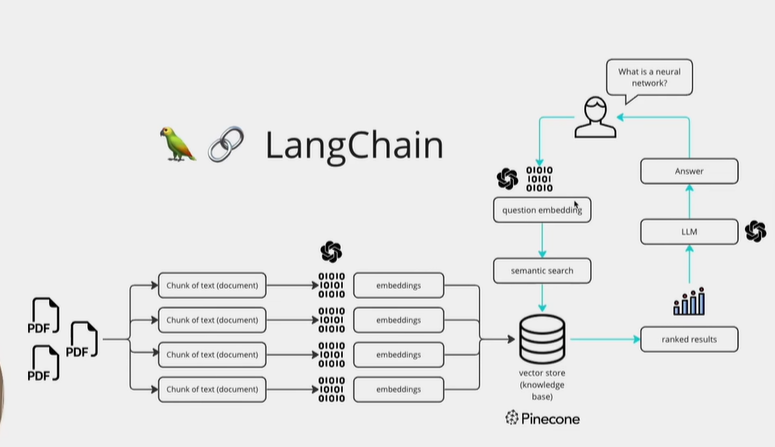 What is a neural
network?
LangChain
01010
10101
01010
Answer
question embedding
LLM
semantic search
PDF
PDF
PDF
Chunk of text (document)
01010
10101
01010
embeddings
Chunk of text (document)
01010
10101
01010
embeddings
Chunk of text (document)
01010
10101
01010
embeddings
Chunk of text (document)
01010
10101
01010
embeddings
ranked results
vector store
(knowledge
base)
Pinecone